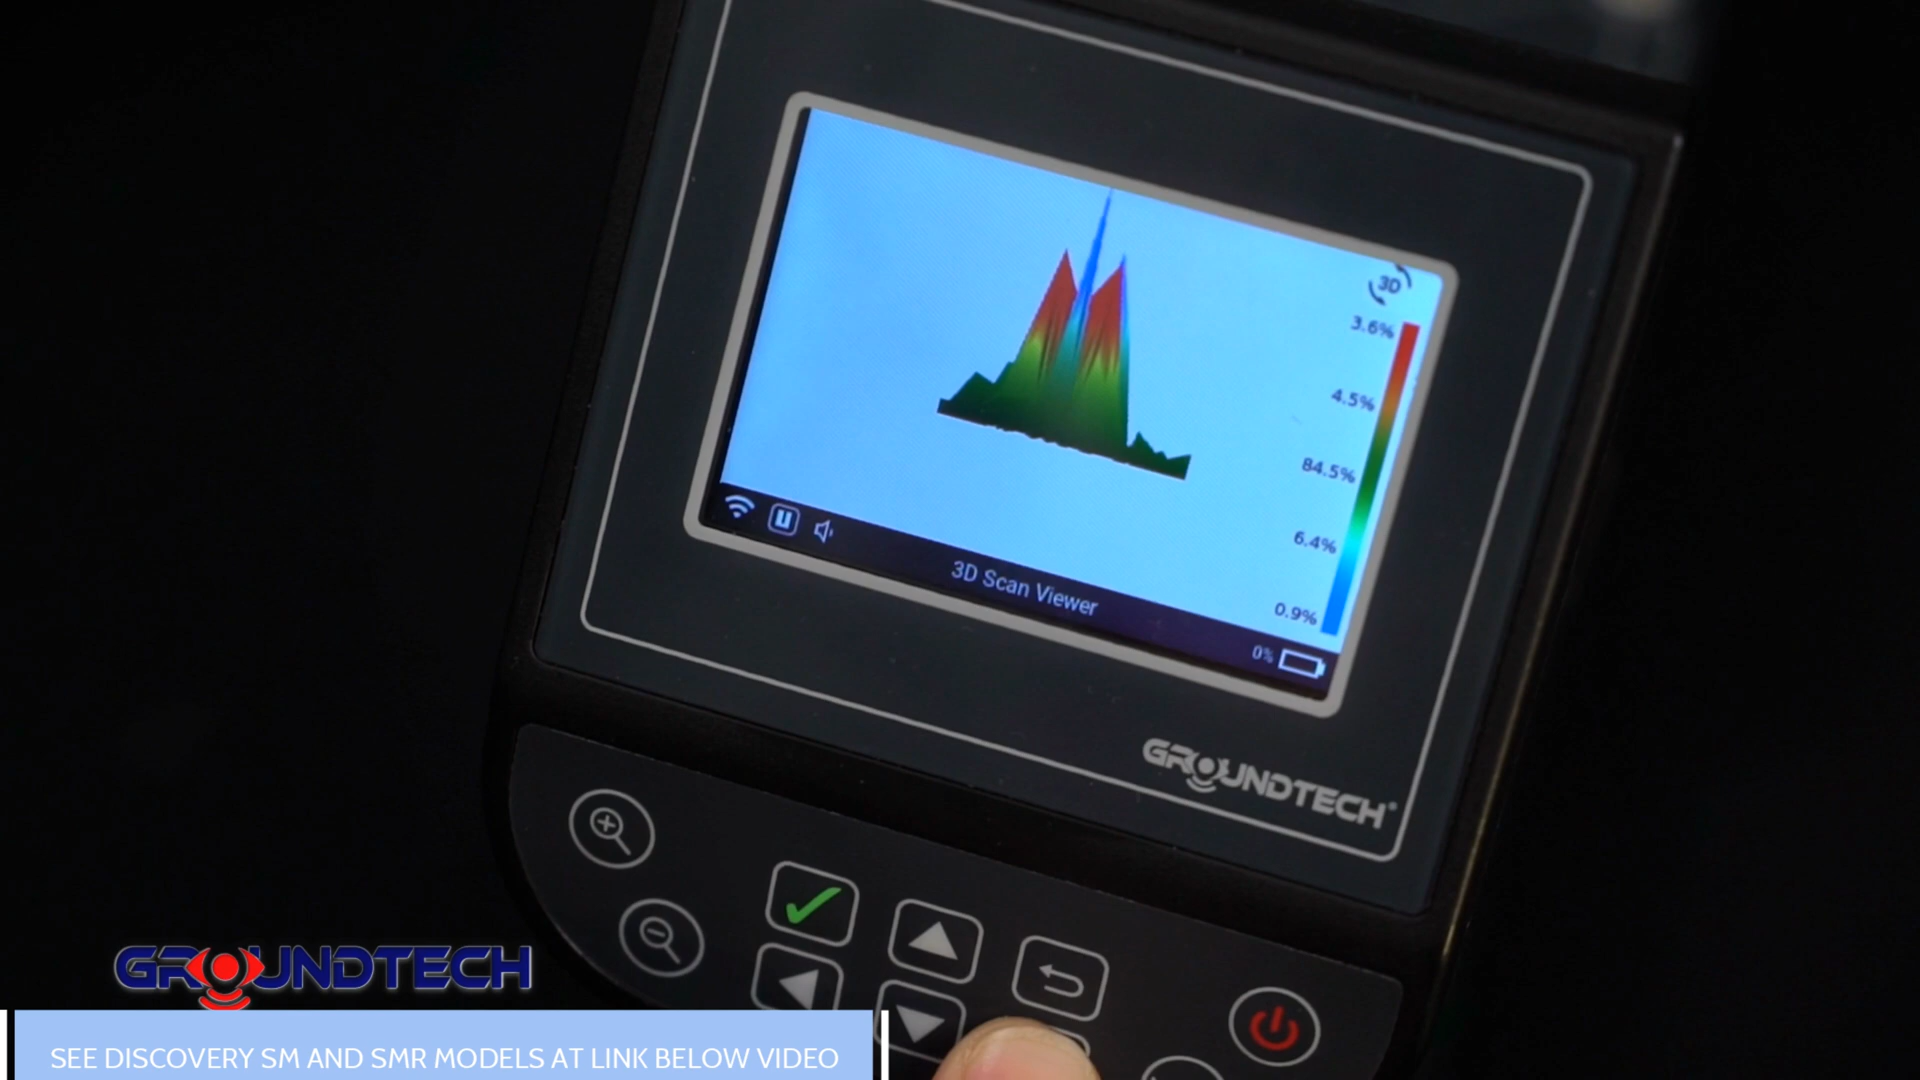 3D
3.6%
4.5%
84.5%
6.4%
0.9%
3D Scan Viewer
0%
GROUNDTECH®
GROUNDTECH
SEE DISCOVERY SM AND SMR MODELS AT LINK BELOW VIDEO